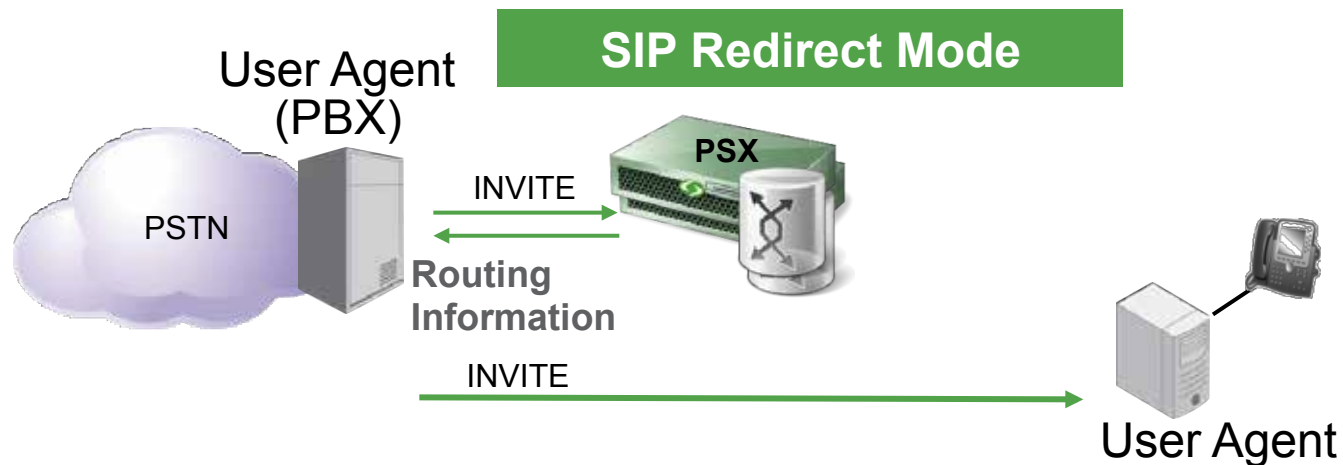 SIP Redirect Mode
User Agent
(PBX)
PSX
INVITE
PSTN
Routing
Information
INVITE
User Agent